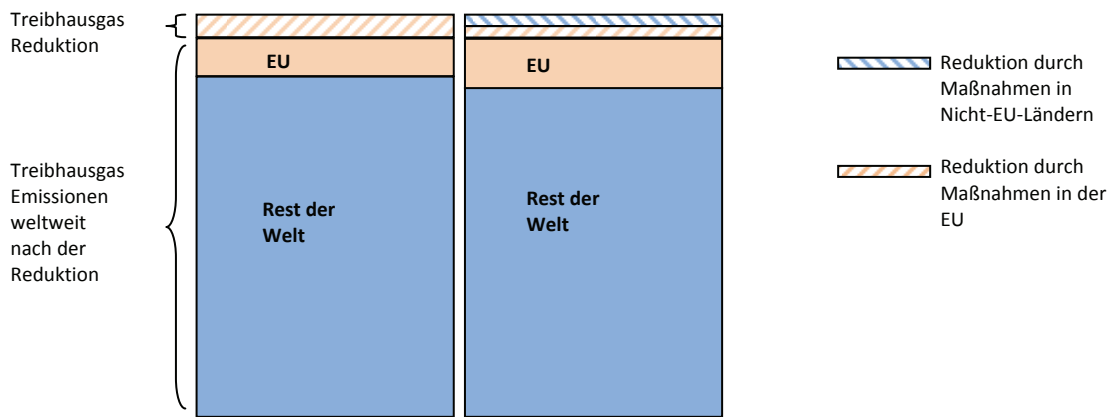 Treibhausgas
Reduktion
EU
EU
Reduktion durch
Maßnahmen in
Nicht-EU-Ländern
Treibhausgas
Emissionen
weltweit
nach der
Reduktion
Rest der
Welt
Rest der
Welt
Reduktion durch
Maßnahmen in der
EU